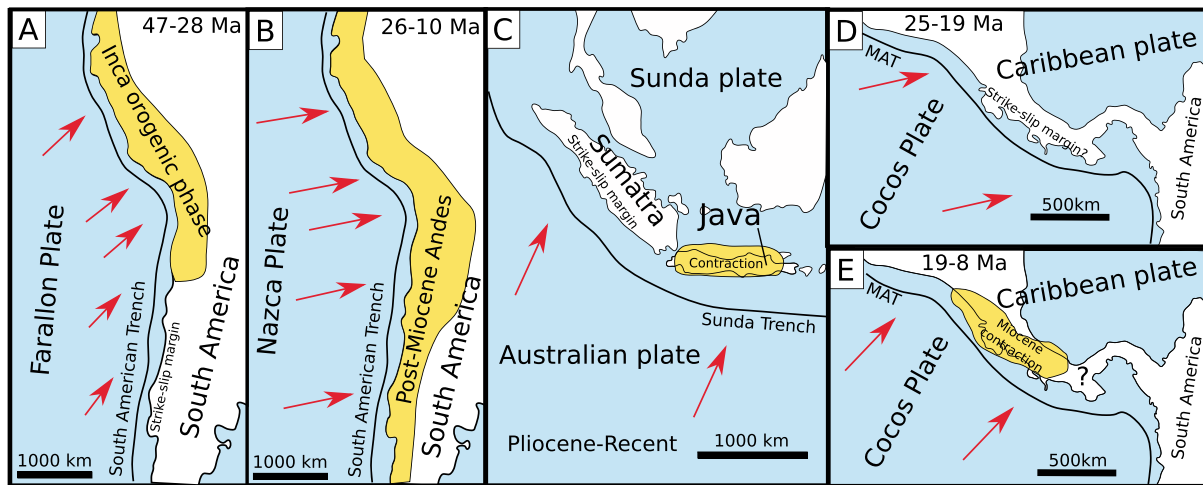 A
47-28 Ma
Inca orogenic phase
Farallon Plate
South American Trench
Strike-slip margin
South America
1000 km
B
26-10 Ma
Nazca Plate
South American Trench
Post-Miocene Andes
South America
1000 km
C
Sunda plate
Sumatra
Strike-slip margin
Java
Contraction
Sunda Trench
Australian plate
Pliocene-Recent
1000 km
D
25-19 Ma
MAT
Caribbean plate
Strike-slip margin?
Cocos Plate
South America
500km
E
19-8 Ma
MAT
Caribbean plate
Miocene
contraction
?
Cocos Plate
South America
500km